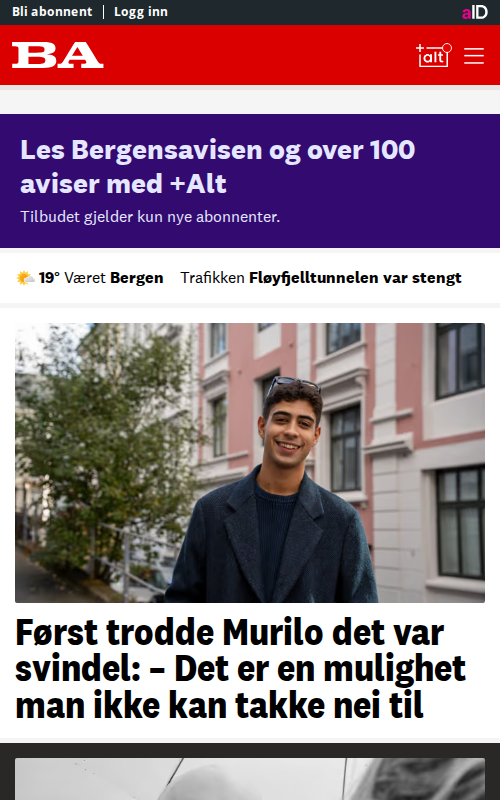 Bli abonnent | Logg inn
aID
BA
+alt
Les Bergensavisen og over 100
aviser med +Alt
Tilbudet gjelder kun nye abonnenter.
19° Været Bergen Trafikken Fløyfjelltunnelen var stengt
Først trodde Murilo det var
svindel: – Det er en mulighet
man ikke kan takke nei til